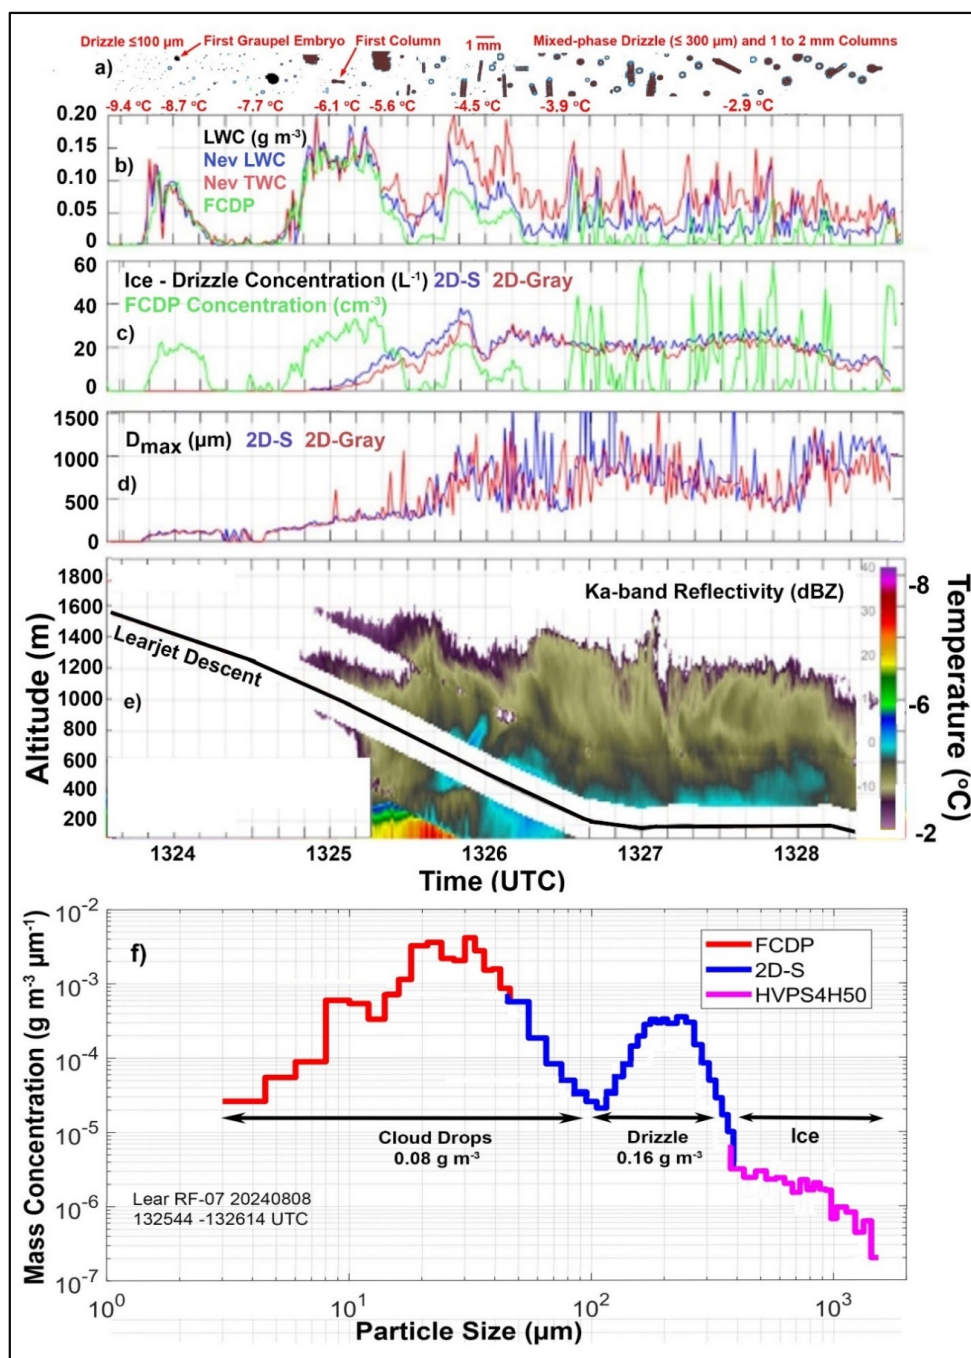 Drizzle ≤100 µm First Graupel Embryo First Column 1 mm Mixed-phase Drizzle (≤ 300 µm) and 1 to 2 mm Columns
a)
-9.4 °C -8.7 °C -7.7 °C -6.1 °C -5.6 °C -4.5 °C -3.9 °C -2.9 °C
0.20
LWC (g m⁻³)
0.15
b) Nev LWC
Nev TWC
0.10
FCDP
0.05
0
60
Ice - Drizzle Concentration (L⁻¹) 2D-S 2D-Gray
FCDP Concentration (cm⁻³)
40
c)
20
0
1500
Dmax (µm) 2D-S 2D-Gray
1000
500
d)
0
1800
1600
1400
1200
1000
800
600
400
200
Altitude (m)
Ka-band Reflectivity (dBZ)
Learjet Descent
e)
40
30
20
10
0
-10
-8
-6
-2
Temperature (°C)
1324 1325 1326 1327 1328
Time (UTC)
f)
10⁻²
10⁻³
10⁻⁴
10⁻⁵
10⁻⁶
10⁻⁷
Mass Concentration (g m⁻³ µm⁻¹)
FCDP
2D-S
HVPS4H50
Cloud Drops
0.08 g m⁻³
Drizzle
0.16 g m⁻³
Ice
Lear RF-07 20240808
132544 -132614 UTC
10⁰ 10¹ 10² 10³
Particle Size (µm)